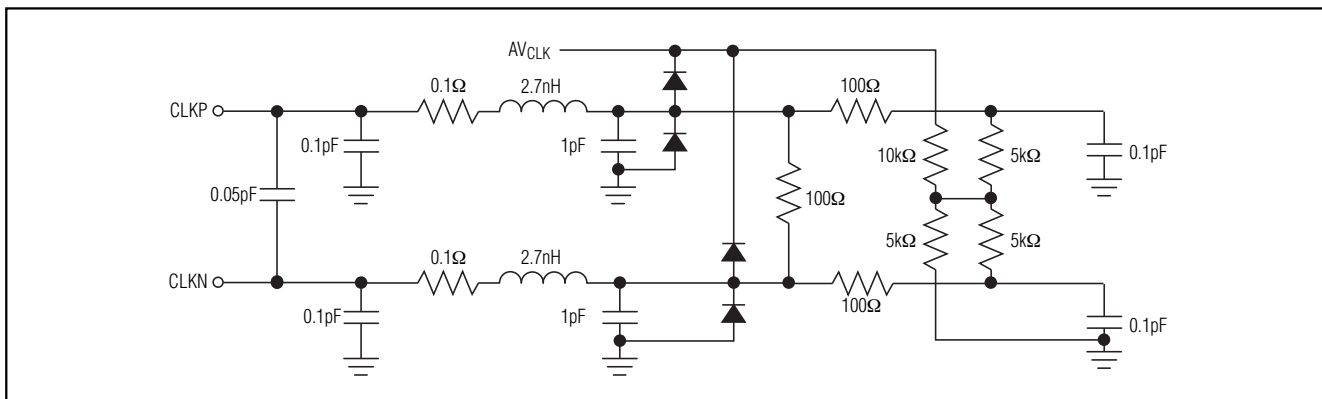 AVCLK
0.1Ω
2.7nH
100Ω
CLKP
0.1pF
1pF
10kΩ
5kΩ
0.1pF
0.05pF
100Ω
0.1Ω
2.7nH
5kΩ
5kΩ
CLKN
0.1pF
1pF
100Ω
0.1pF